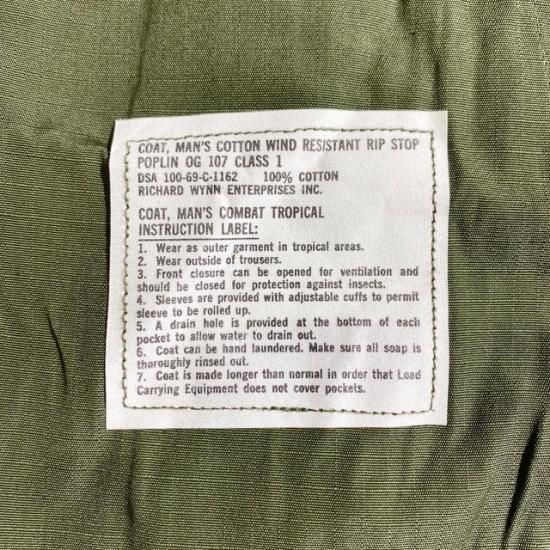 COAT, MAN'S COTTON WIND RESISTANT RIP STOP
POPLIN OG 107 CLASS 1
DSA 100-69-C-1162 100% COTTON
RICHARD WYNN ENTERPRISES INC.
COAT, MAN'S COMBAT TROPICAL
INSTRUCTION LABEL:
1. Wear as outer garment in tropical areas.
2. Wear outside of trousers.
3. Front closure can be opened for ventilation and
should be closed for protection against insects.
4. Sleeves are provided with adjustable cuffs to permit
sleeve to be rolled up.
5. A drain hole is provided at the bottom of each
pocket to allow water to drain out.
6. Coat can be hand laundered. Make sure all soap is
thoroughly rinsed out.
7. Coat is made longer than normal in order that Load
Carrying Equipment does not cover pockets.